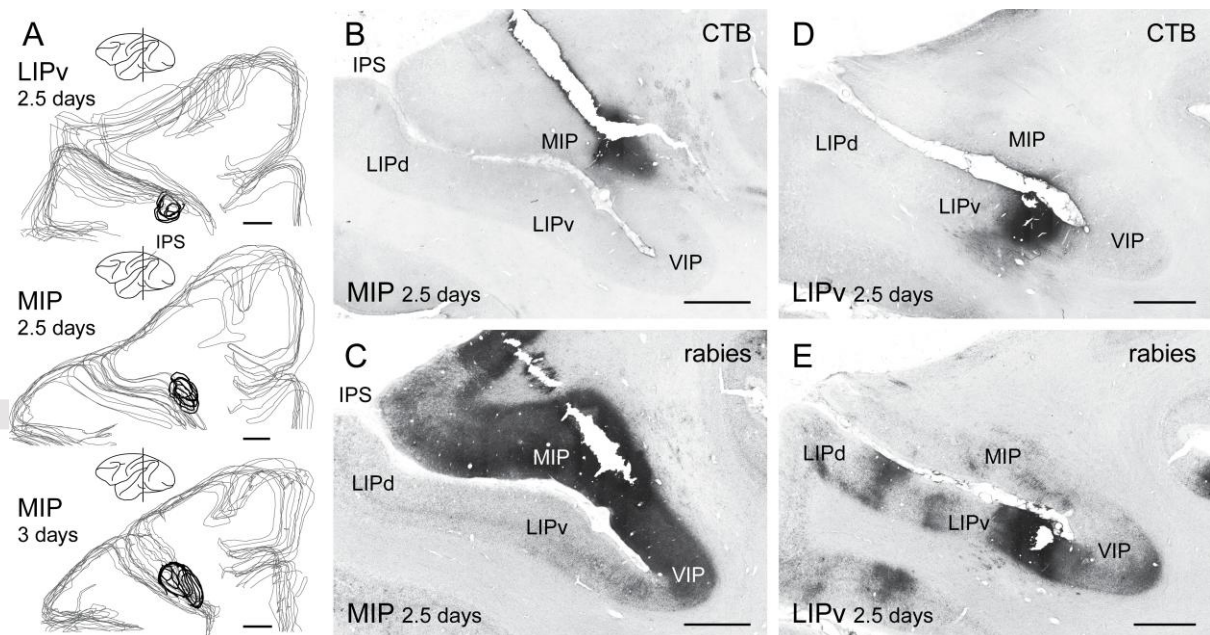 A
LIPv
2.5 days
IPS
MIP
2.5 days
MIP
3 days
B
CTB
IPS
MIP
LIPd
LIPv
VIP
MIP 2.5 days
C
rabies
IPS
MIP
LIPd
LIPv
VIP
MIP 2.5 days
D
CTB
LIPd
MIP
LIPv
VIP
LIPv 2.5 days
E
rabies
LIPd
MIP
LIPv
VIP
LIPv 2.5 days